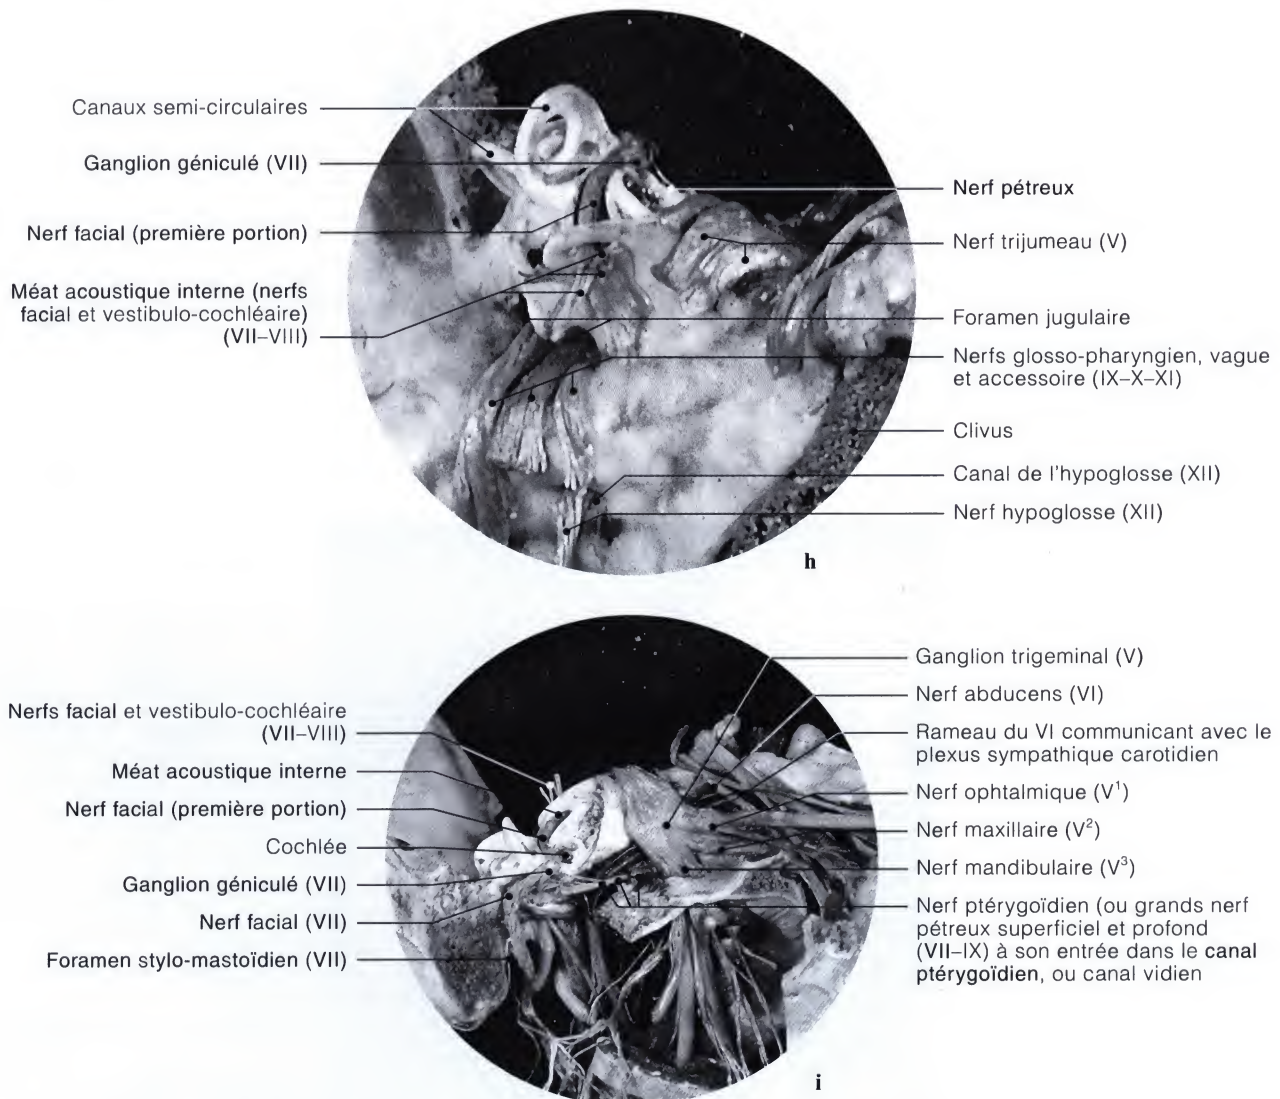 Canaux semi-circulaires
Ganglion géniculé (VII)
Nerf facial (première portion)
Méat acoustique interne (nerfs
facial et vestibulo-cochléaire)
(VII–VIII)
Nerf pétreux
Nerf trijumeau (V)
Foramen jugulaire
Nerfs glosso-pharyngien, vague
et accessoire (IX–X–XI)
Clivus
Canal de l'hypoglosse (XII)
Nerf hypoglosse (XII)
h
Nerfs facial et vestibulo-cochléaire
(VII–VIII)
Méat acoustique interne
Nerf facial (première portion)
Cochlée
Ganglion géniculé (VII)
Nerf facial (VII)
Foramen stylo-mastoïdien (VII)
Ganglion trigeminal (V)
Nerf abducens (VI)
Rameau du VI communicant avec le
plexus sympathique carotidien
Nerf ophtalmique (V¹)
Nerf maxillaire (V²)
Nerf mandibulaire (V³)
Nerf ptérygoïdien (ou grands nerf
pétreux superficiel et profond
(VII–IX) à son entrée dans le canal
ptérygoïdien, ou canal vidien
i